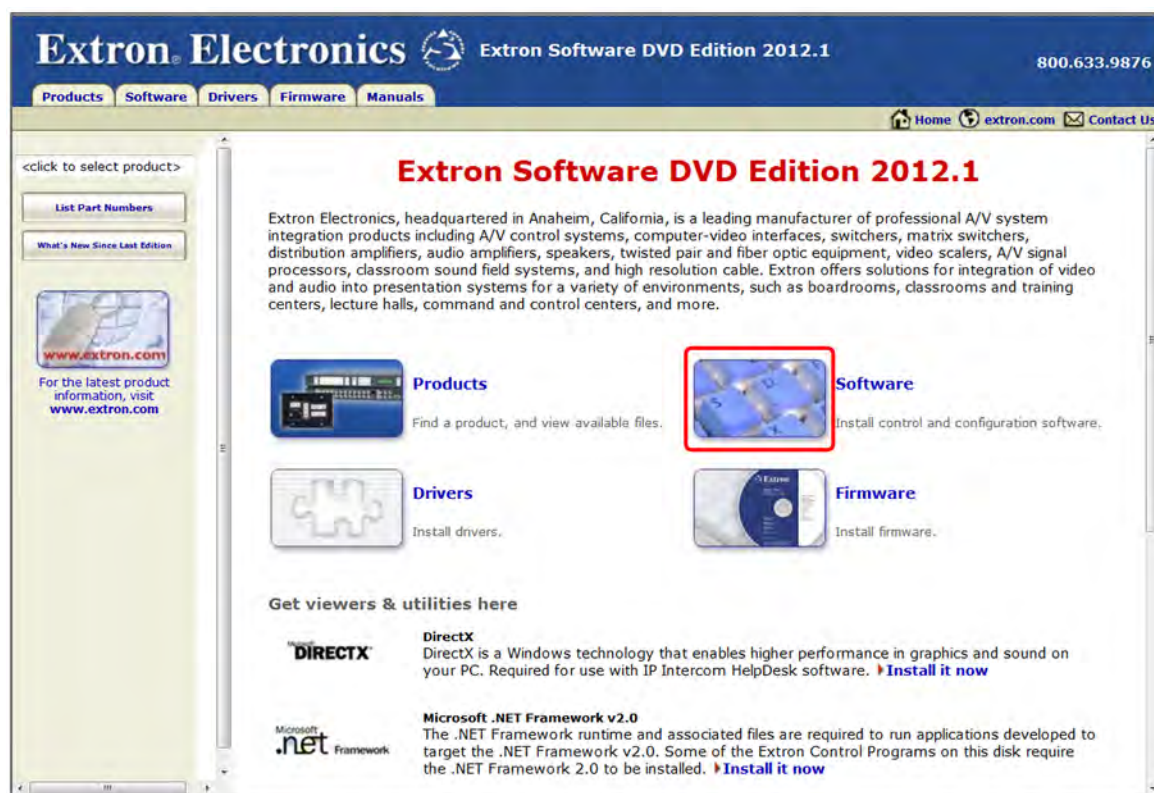 Extron® Electronics Extron Software DVD Edition 2012.1
800.633.9876
Products Software Drivers Firmware Manuals
Home extron.com Contact Us
<click to select product>
List Part Numbers
What's New Since Last Edition
www.extron.com
For the latest product
information, visit
www.extron.com
Extron Software DVD Edition 2012.1
Extron Electronics, headquartered in Anaheim, California, is a leading manufacturer of professional A/V system
integration products including A/V control systems, computer-video interfaces, switchers, matrix switchers,
distribution amplifiers, audio amplifiers, speakers, twisted pair and fiber optic equipment, video scalers, A/V signal
processors, classroom sound field systems, and high resolution cable. Extron offers solutions for integration of video
and audio into presentation systems for a variety of environments, such as boardrooms, classrooms and training
centers, lecture halls, command and control centers, and more.
Products
Find a product, and view available files.
S D X
Software
Install control and configuration software.
Drivers
Install drivers.
Extron
Firmware
Install firmware.
Get viewers & utilities here
Microsoft DIRECTX
DirectX
DirectX is a Windows technology that enables higher performance in graphics and sound on
your PC. Required for use with IP Intercom HelpDesk software. Install it now
Microsoft .net Framework
Microsoft .NET Framework v2.0
The .NET Framework runtime and associated files are required to run applications developed to
target the .NET Framework v2.0. Some of the Extron Control Programs on this disk require
the .NET Framework 2.0 to be installed. Install it now